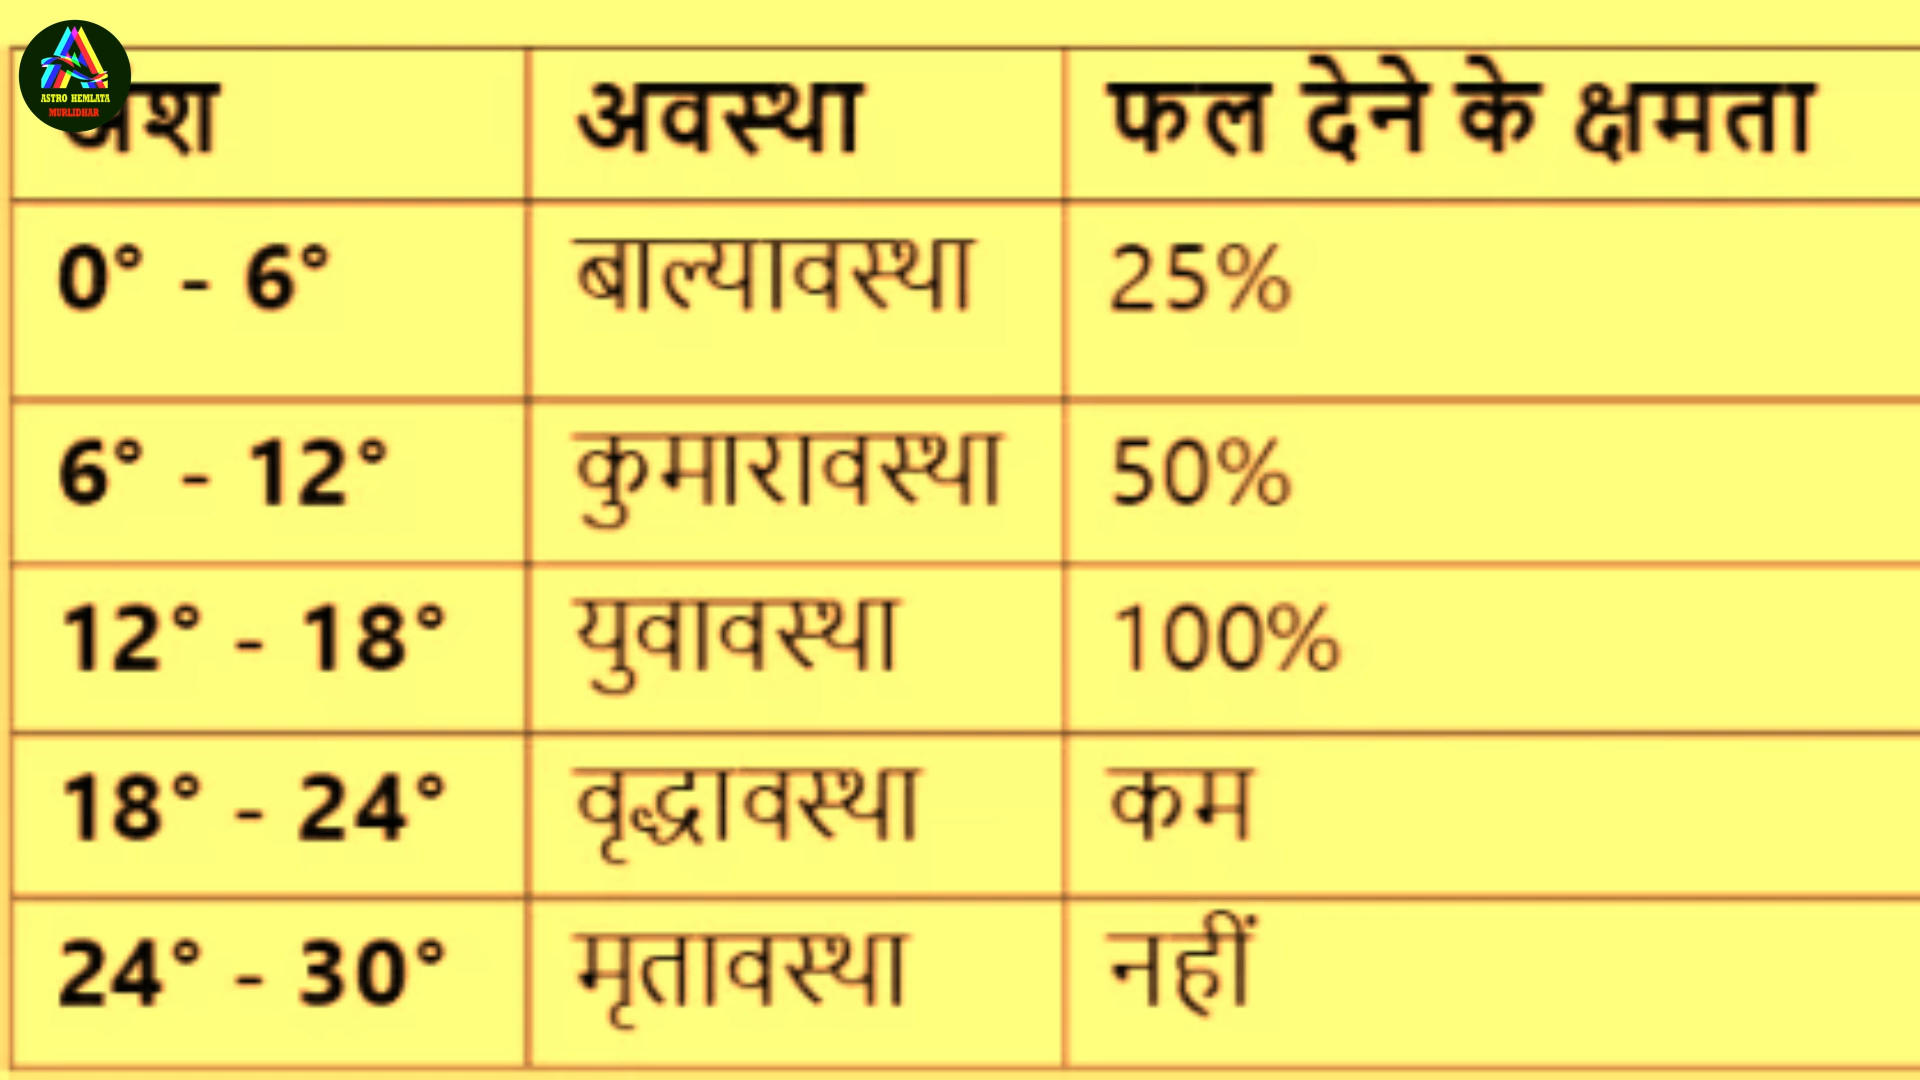 ASTRO HEMLATA
MURLIDHAR
अंश अवस्था फल देने के क्षमता
0° - 6° बाल्यावस्था 25%
6° - 12° कुमारावस्था 50%
12° - 18° युवावस्था 100%
18° - 24° वृद्धावस्था कम
24° - 30° मृतावस्था नहीं